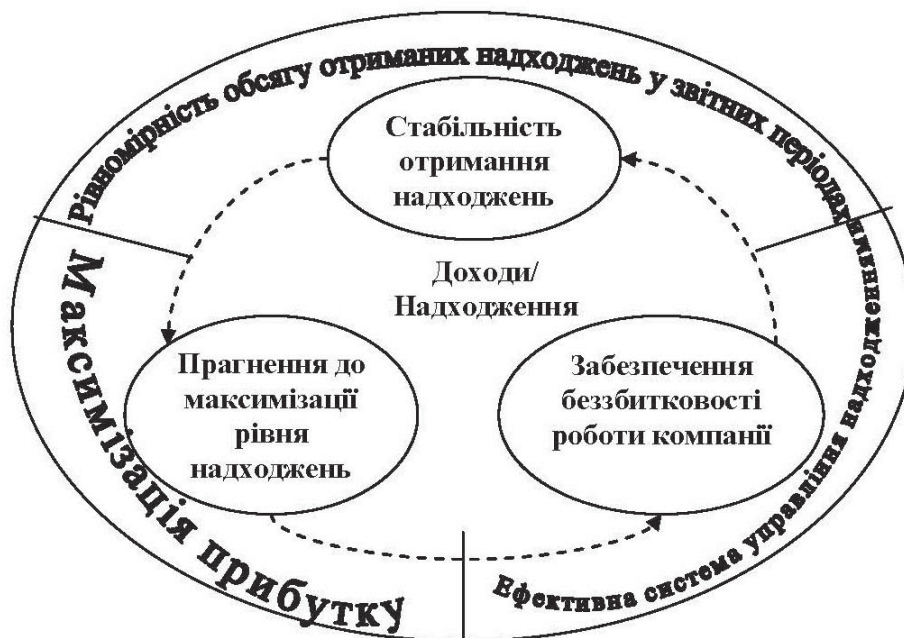 Рівномірність обсягу отриманих надходжень у звітних періодах
Стабільність
отримання
надходжень
Доходи/
Надходження
Прагнення до
максимізації
рівня
надходжень
Забезпечення
беззбитковості
роботи компанії
Максимізація прибутку
Ефективна система управління надходженнями